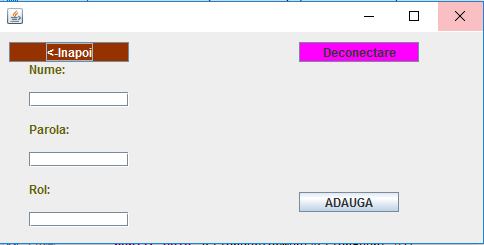 <-Inapoi
Deconectare
Nume:
Parola:
Rol:
ADAUGA